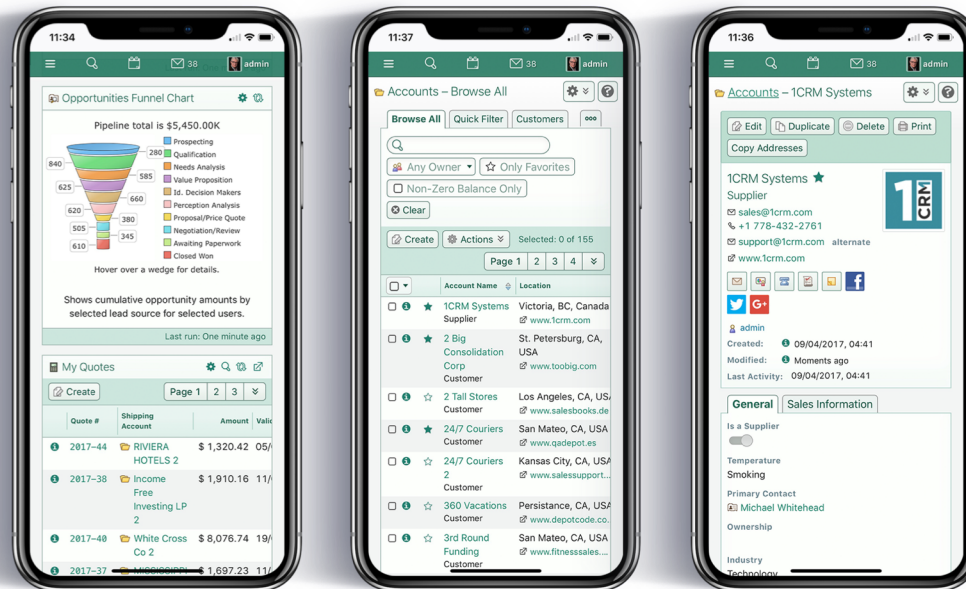 11:34
38 admin
Opportunities Funnel Chart
Pipeline total is $5,450.00K
840
280
585
625
660
620
380
505
345
610
Prospecting
Qualification
Needs Analysis
Value Proposition
Id. Decision Makers
Perception Analysis
Proposal/Price Quote
Negotiation/Review
Awaiting Paperwork
Closed Won
Hover over a wedge for details.
Shows cumulative opportunity amounts by
selected lead source for selected users.
Last run: One minute ago
My Quotes
Create Page 1 2 3
Quote # Shipping Account Amount Valid
2017-44 RIVIERA $ 1,320.42 05/
HOTELS 2
2017-38 Income $ 1,910.16 11/
Free
Investing LP
2
2017-40 White Cross $ 8,076.74 19/
Co 2
2017-37 MISSISSIPPI $ 1,697.23 11/
11:37
38 admin
Accounts – Browse All
Browse All Quick Filter Customers
Any Owner Only Favorites
Non-Zero Balance Only
Clear
Create Actions Selected: 0 of 155
Page 1 2 3 4
Account Name Location
1CRM Systems Victoria, BC, Canada
Supplier www.1crm.com
2 Big St. Petersburg, CA,
Consolidation USA
Corp www.toobig.com
Customer
2 Tall Stores Los Angeles, CA, USA
Customer www.salesbooks.de
24/7 Couriers San Mateo, CA, USA
Customer www.qadepot.es
24/7 Couriers Kansas City, CA, USA
2 www.salessupport...
Customer
360 Vacations Persistance, CA, USA
Customer www.depotcode.co.
3rd Round San Mateo, CA, USA
Funding www.fitnesssales....
Customer
11:36
38 admin
Accounts – 1CRM Systems
Edit Duplicate Delete Print
Copy Addresses
1CRM Systems
Supplier
sales@1crm.com
+1 778-432-2761
support@1crm.com alternate
www.1crm.com
1CRM
f
G+
admin
Created: 09/04/2017, 04:41
Modified: Moments ago
Last Activity: 09/04/2017, 04:41
General Sales Information
Is a Supplier
Temperature
Smoking
Primary Contact
Michael Whitehead
Ownership
Industry
Technology